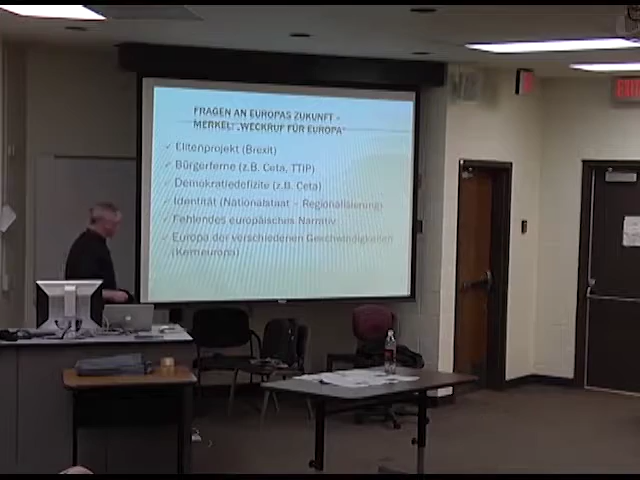 FRAGEN AN EUROPAS ZUKUNFT -
MERKEL: „WECKRUF FÜR EUROPA"
✓ Elitenprojekt (Brexit)
✓ Bürgerferne (z.B. Ceta, TTIP)
✓ Demokratiedefizite (z.B. Ceta)
✓ Identität (Nationalstaat – Regionalisierung)
✓ Fehlendes europäisches Narrativ
✓ Europa der verschiedenen Geschwindigkeiten
(Kerneuropa)